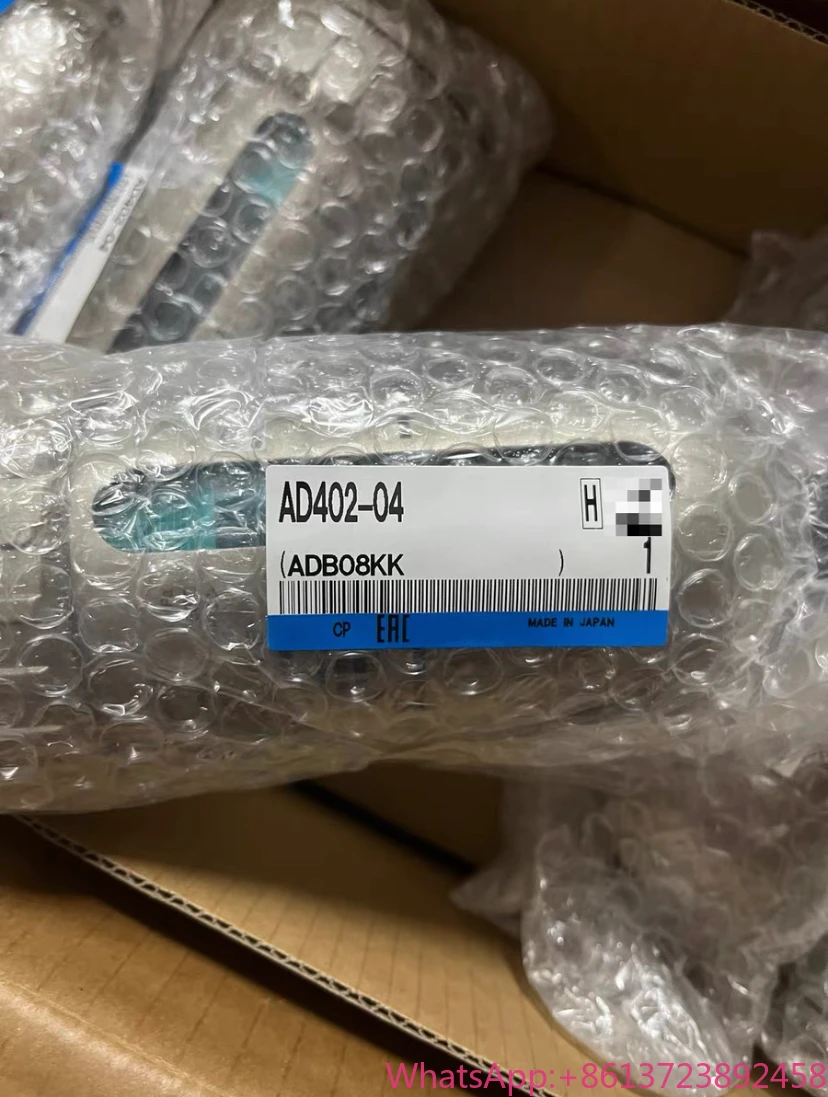 AD402-04
H
(ADB08KK )
1
CP EAC
MADE IN JAPAN
WhatsApp:+8613723892458